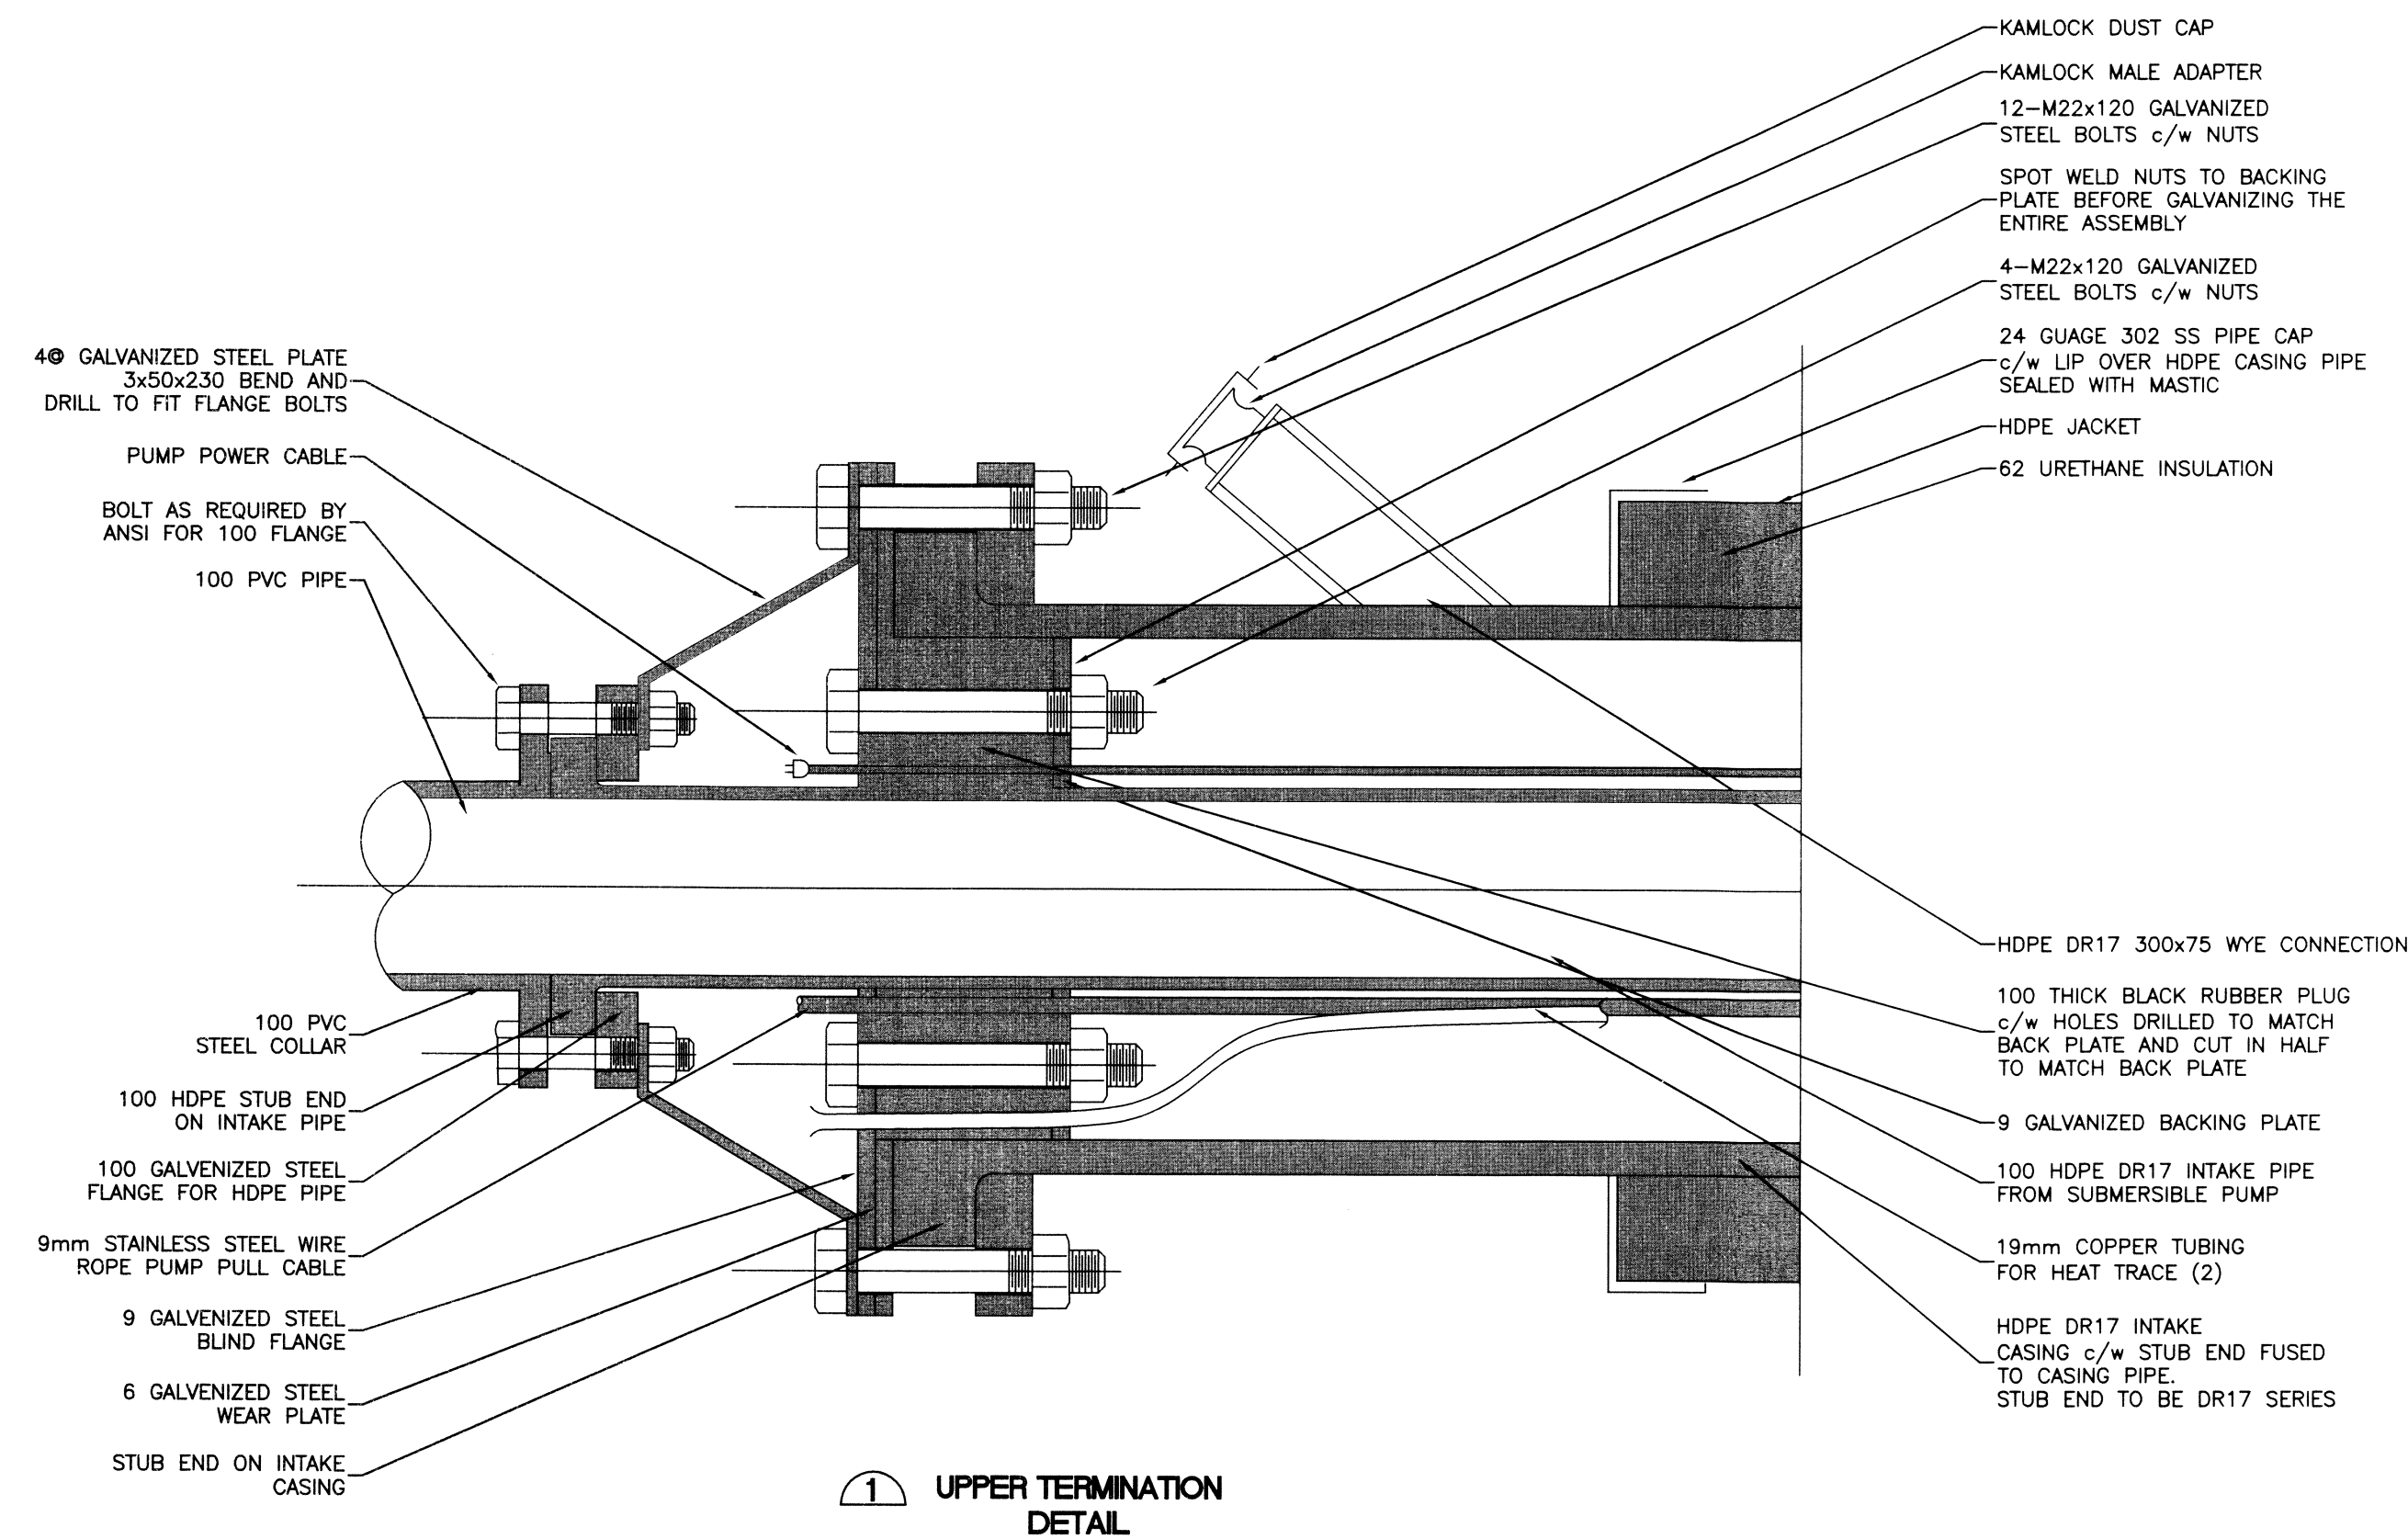 KAMLOCK DUST CAP
KAMLOCK MALE ADAPTER
12-M22x120 GALVANIZED
STEEL BOLTS c/w NUTS
SPOT WELD NUTS TO BACKING
PLATE BEFORE GALVANIZING THE
ENTIRE ASSEMBLY
4-M22x120 GALVANIZED
STEEL BOLTS c/w NUTS
24 GUAGE 302 SS PIPE CAP
c/w LIP OVER HDPE CASING PIPE
SEALED WITH MASTIC
HDPE JACKET
62 URETHANE INSULATION
4@ GALVANIZED STEEL PLATE
3x50x230 BEND AND
DRILL TO FIT FLANGE BOLTS
PUMP POWER CABLE
BOLT AS REQUIRED BY
ANSI FOR 100 FLANGE
100 PVC PIPE
100 PVC
STEEL COLLAR
100 HDPE STUB END
ON INTAKE PIPE
100 GALVENIZED STEEL
FLANGE FOR HDPE PIPE
9mm STAINLESS STEEL WIRE
ROPE PUMP PULL CABLE
9 GALVENIZED STEEL
BLIND FLANGE
6 GALVENIZED STEEL
WEAR PLATE
STUB END ON INTAKE
CASING
HDPE DR17 300x75 WYE CONNECTION
100 THICK BLACK RUBBER PLUG
c/w HOLES DRILLED TO MATCH
BACK PLATE AND CUT IN HALF
TO MATCH BACK PLATE
9 GALVANIZED BACKING PLATE
100 HDPE DR17 INTAKE PIPE
FROM SUBMERSIBLE PUMP
19mm COPPER TUBING
FOR HEAT TRACE (2)
HDPE DR17 INTAKE
CASING c/w STUB END FUSED
TO CASING PIPE.
STUB END TO BE DR17 SERIES
1 UPPER TERMINATION
DETAIL